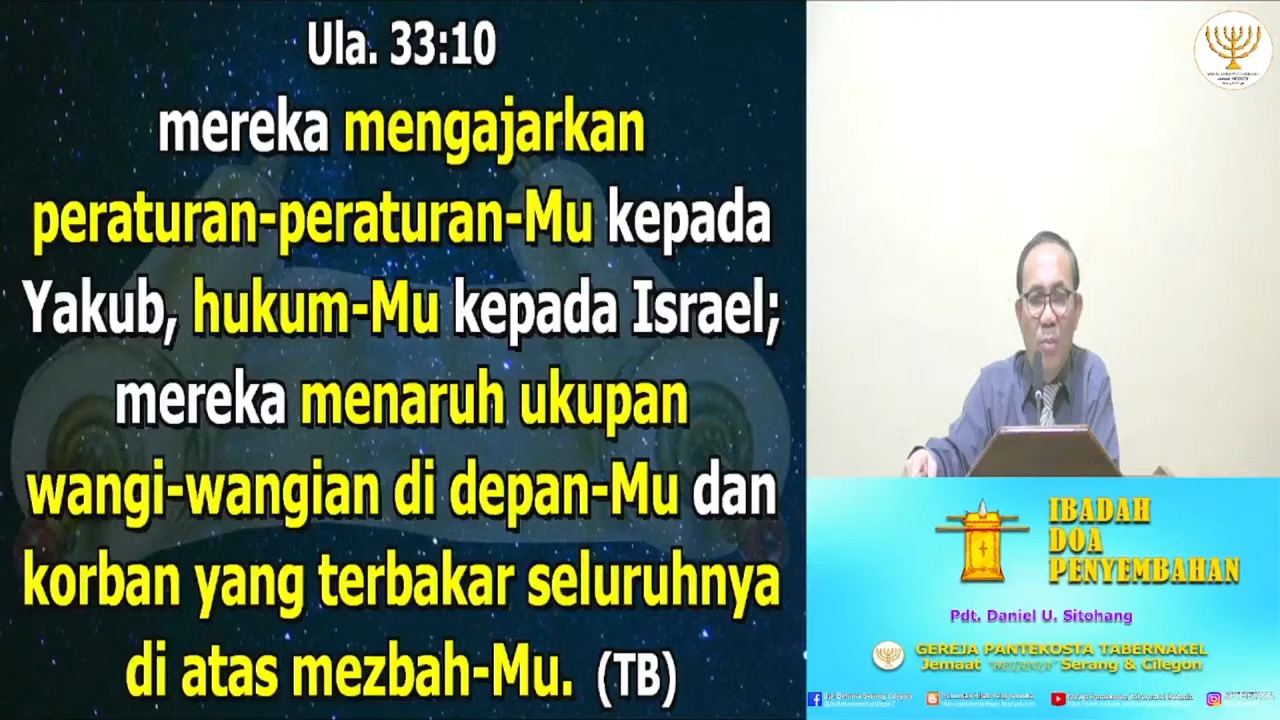 Ula. 33:10
mereka mengajarkan
peraturan-peraturan-Mu kepada
Yakub, hukum-Mu kepada Israel;
mereka menaruh ukupan
wangi-wangian di depan-Mu dan
korban yang terbakar seluruhnya
di atas mezbah-Mu. (TB)
IBADAH
DOA
PENYEMBAHAN
Pdt. Daniel U. Sitohang
GEREJA PANTEKOSTA TABERNAKEL
Jemaat "BETANIA" Serang & Cilegon